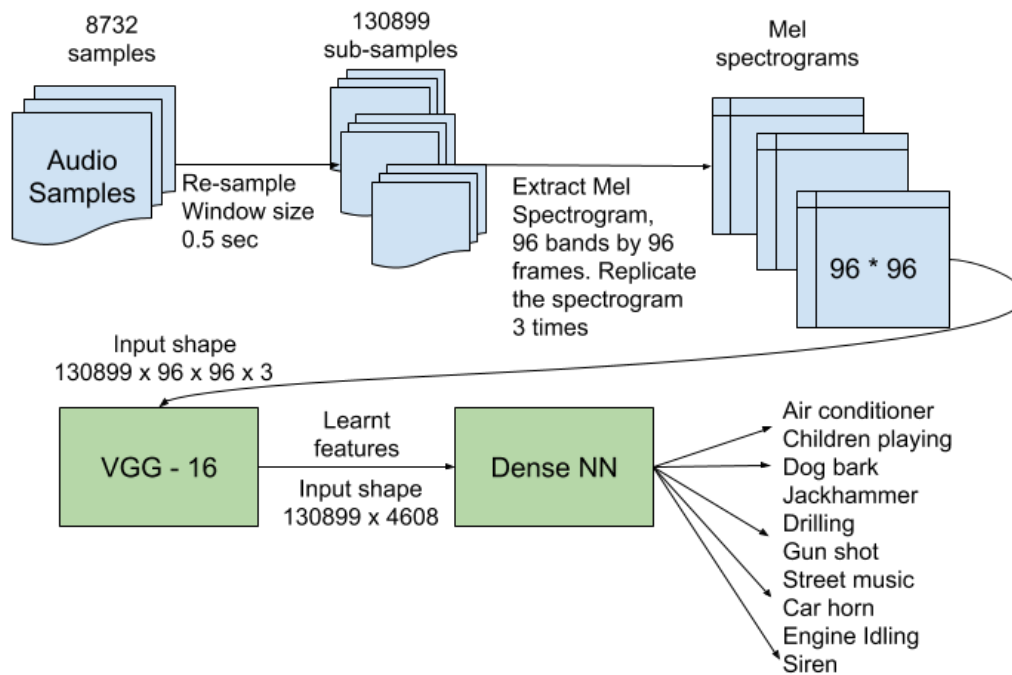 8732
samples
130899
sub-samples
Mel
spectrograms
Audio
Samples
Re-sample
Window size
0.5 sec
Extract Mel
Spectrogram,
96 bands by 96
frames. Replicate
the spectrogram
3 times
96 * 96
Input shape
130899 x 96 x 96 x 3
VGG - 16
Learnt
features
Input shape
130899 x 4608
Dense NN
Air conditioner
Children playing
Dog bark
Jackhammer
Drilling
Gun shot
Street music
Car horn
Engine Idling
Siren